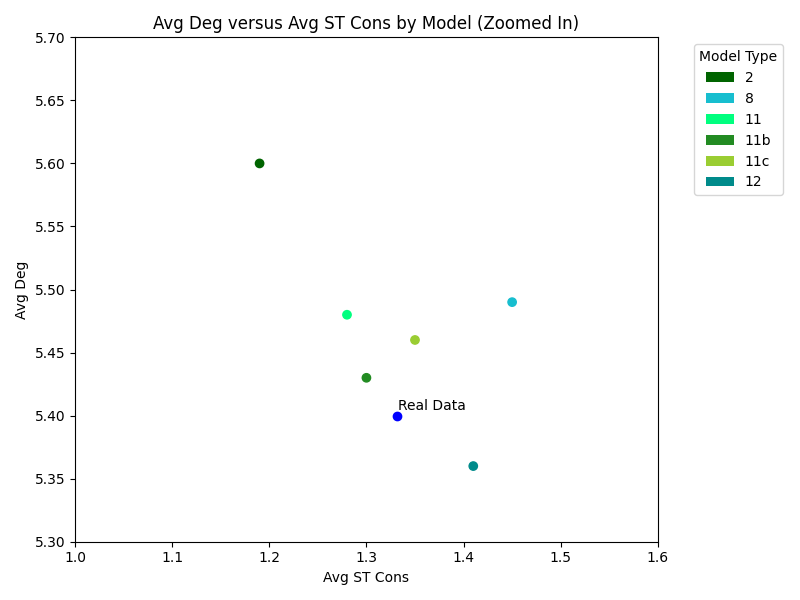 Avg Deg versus Avg ST Cons by Model (Zoomed In)
5.70
5.65
5.60
5.55
5.50
5.45
5.40
5.35
5.30
Avg Deg
Real Data
1.0 1.1 1.2 1.3 1.4 1.5 1.6
Avg ST Cons
Model Type
2
8
11
11b
11c
12